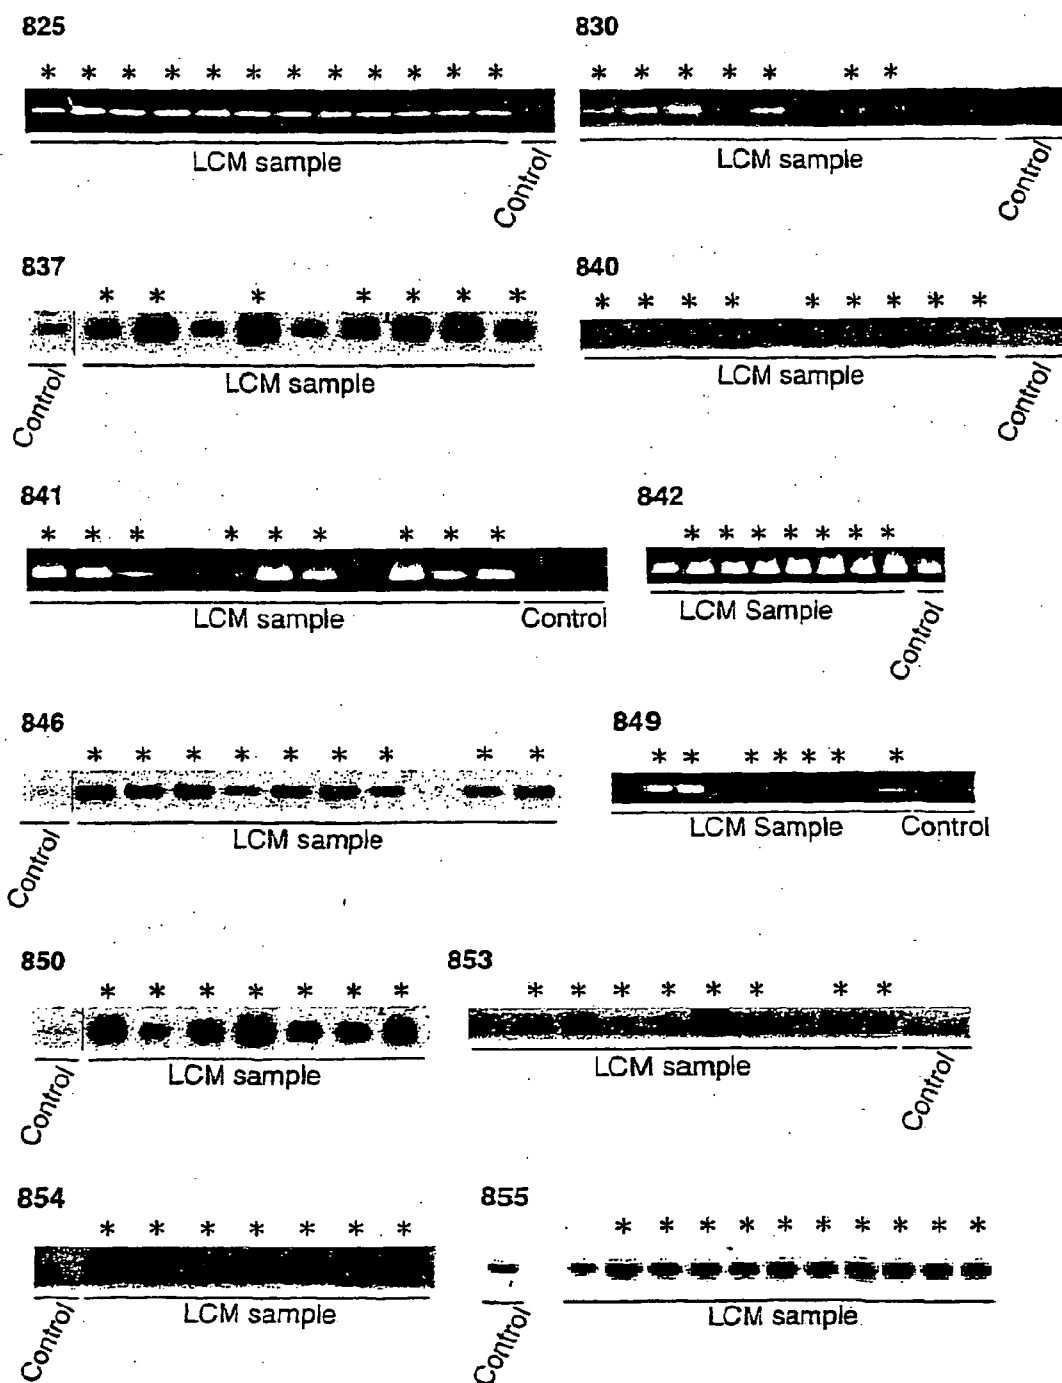 825
* * * * * * * * * * * *
LCM sample
Control
830
* * * * * * *
LCM sample
Control
837
* * * * * * *
Control
LCM sample
840
* * * * * * * * *
LCM sample
Control
841
* * * * * * * * *
LCM sample
Control
842
* * * * * * *
LCM Sample
Control
846
* * * * * * * * *
Control
LCM sample
849
* * * * * * *
LCM Sample
Control
850
* * * * * * *
Control
LCM sample
853
* * * * * * * *
LCM sample
Control
854
* * * * * * *
Control
LCM sample
855
* * * * * * * * * *
Control
LCM sample